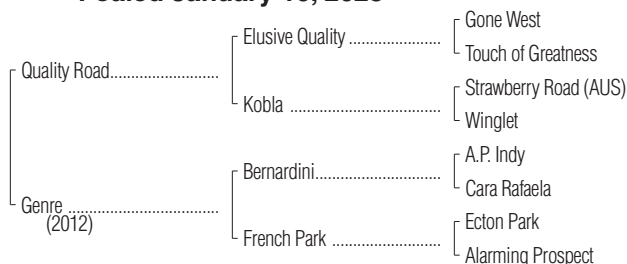 Gone West
Elusive Quality
Touch of Greatness
Quality Road
Strawberry Road (AUS)
Kobla
Winglet
A.P. Indy
Bernardini
Cara Rafaela
Genre
(2012)
Ecton Park
French Park
Alarming Prospect